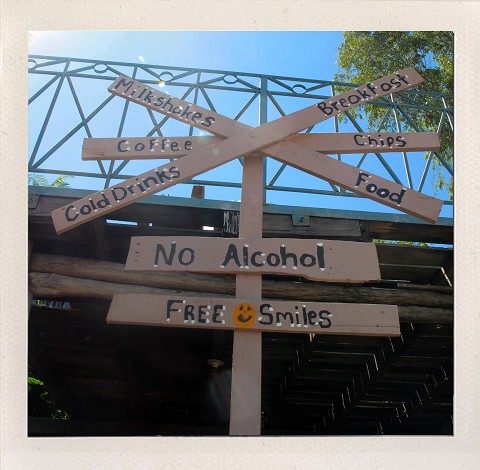 Milkshakes
Breakfast
Coffee
Chips
Cold Drinks
Food
No Alcohol
FREE Smiles